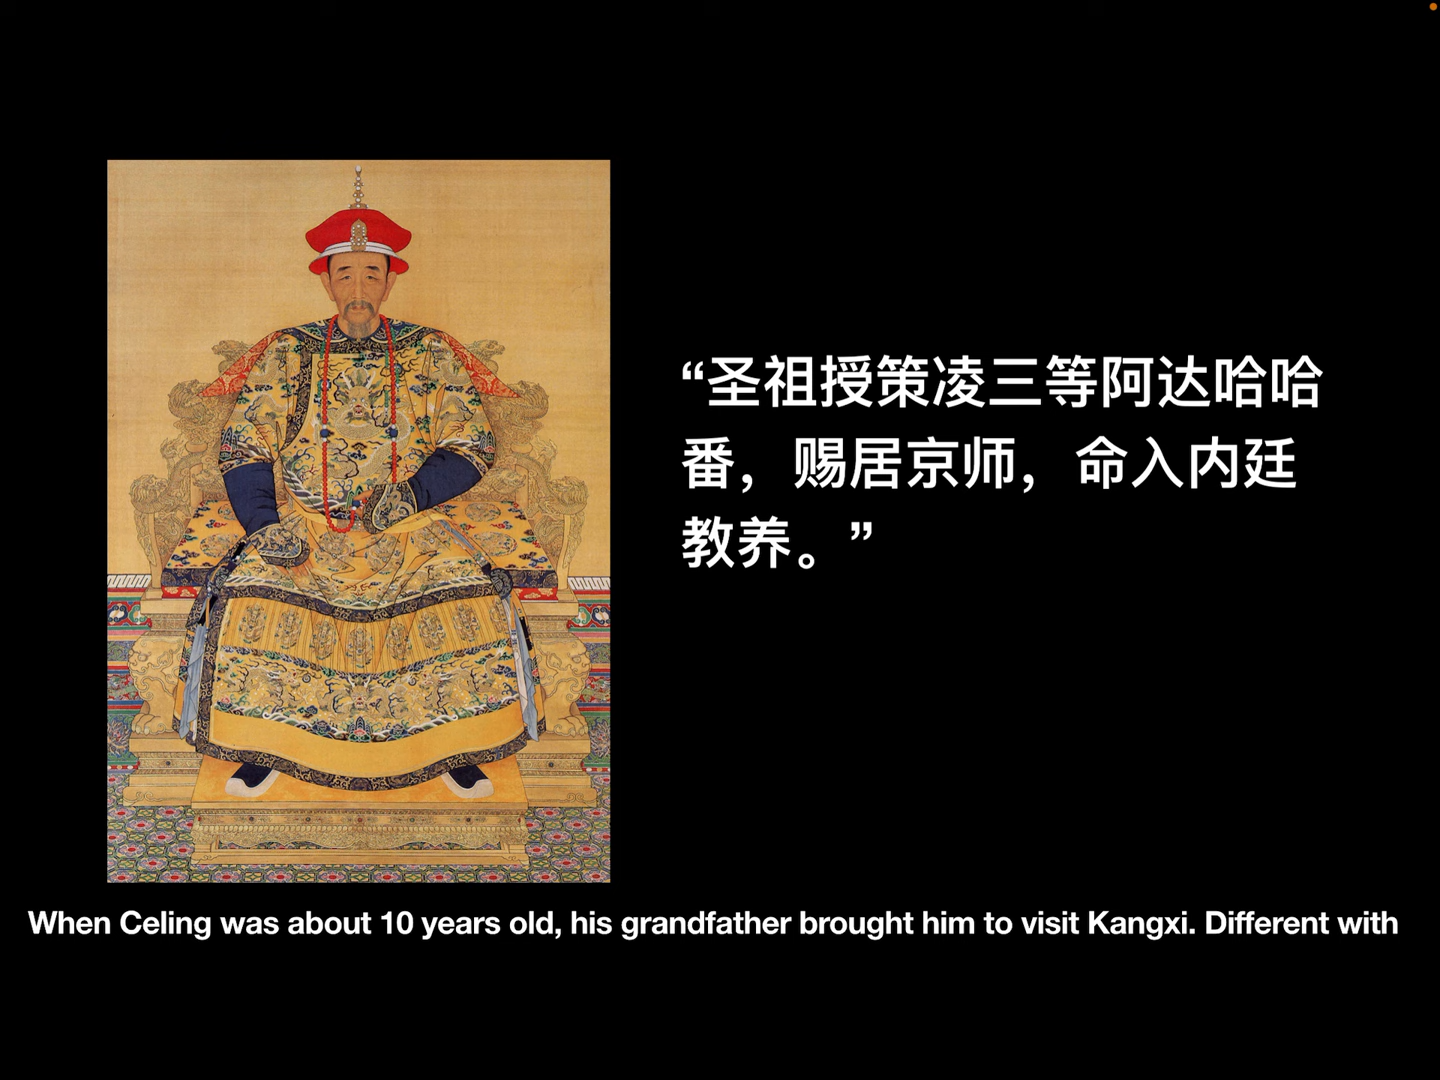 “圣祖授策凌三等阿达哈哈
番，赐居京师，命入内廷
教养。”
When Celing was about 10 years old, his grandfather brought him to visit Kangxi. Different with